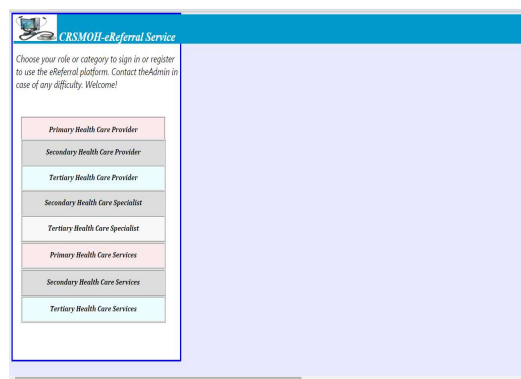 CRSMOH-eReferral Service
Choose your role or category to sign in or register
to use the eReferral platform. Contact theAdmin in
case of any difficulty. Welcome!
Primary Health Care Provider
Secondary Health Care Provider
Tertiary Health Care Provider
Secondary Health Care Specialist
Tertiary Health Care Specialist
Primary Health Care Services
Secondary Health Care Services
Tertiary Health Care Services